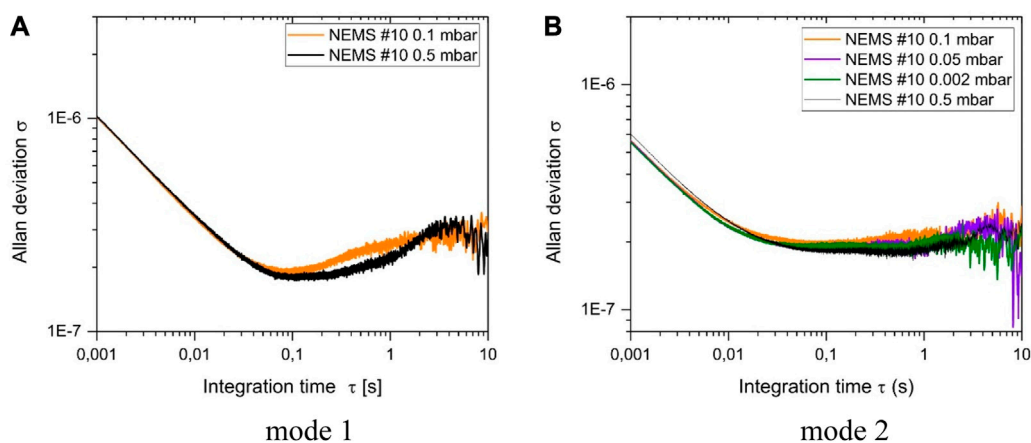 A
NEMS #10 0.1 mbar
NEMS #10 0.5 mbar
Allan deviation σ
1E-6
1E-7
0,001
0,01
0,1
1
10
Integration time τ [s]
mode 1
B
NEMS #10 0.1 mbar
NEMS #10 0.05 mbar
NEMS #10 0.002 mbar
NEMS #10 0.5 mbar
Allan deviation σ
1E-6
1E-7
0,001
0,01
0,1
1
10
Integration time τ (s)
mode 2